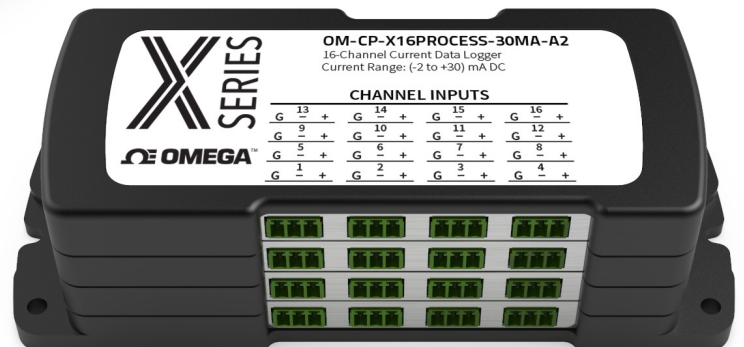 X SERIES
OM-CP-X16PROCESS-30MA-A2
16-Channel Current Data Logger
Current Range: (-2 to +30) mA DC
CHANNEL INPUTS
13 14 15 16
G − + G − + G − + G − +
9 10 11 12
G − + G − + G − + G − +
5 6 7 8
G − + G − + G − + G − +
1 2 3 4
G − + G − + G − + G − +
Ω OMEGA™